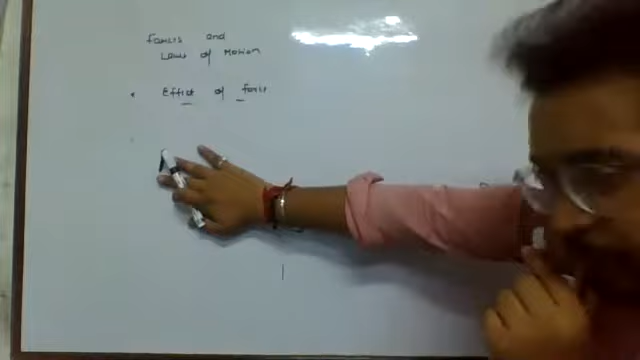 Forces and
Laws of Motion
Effect of force